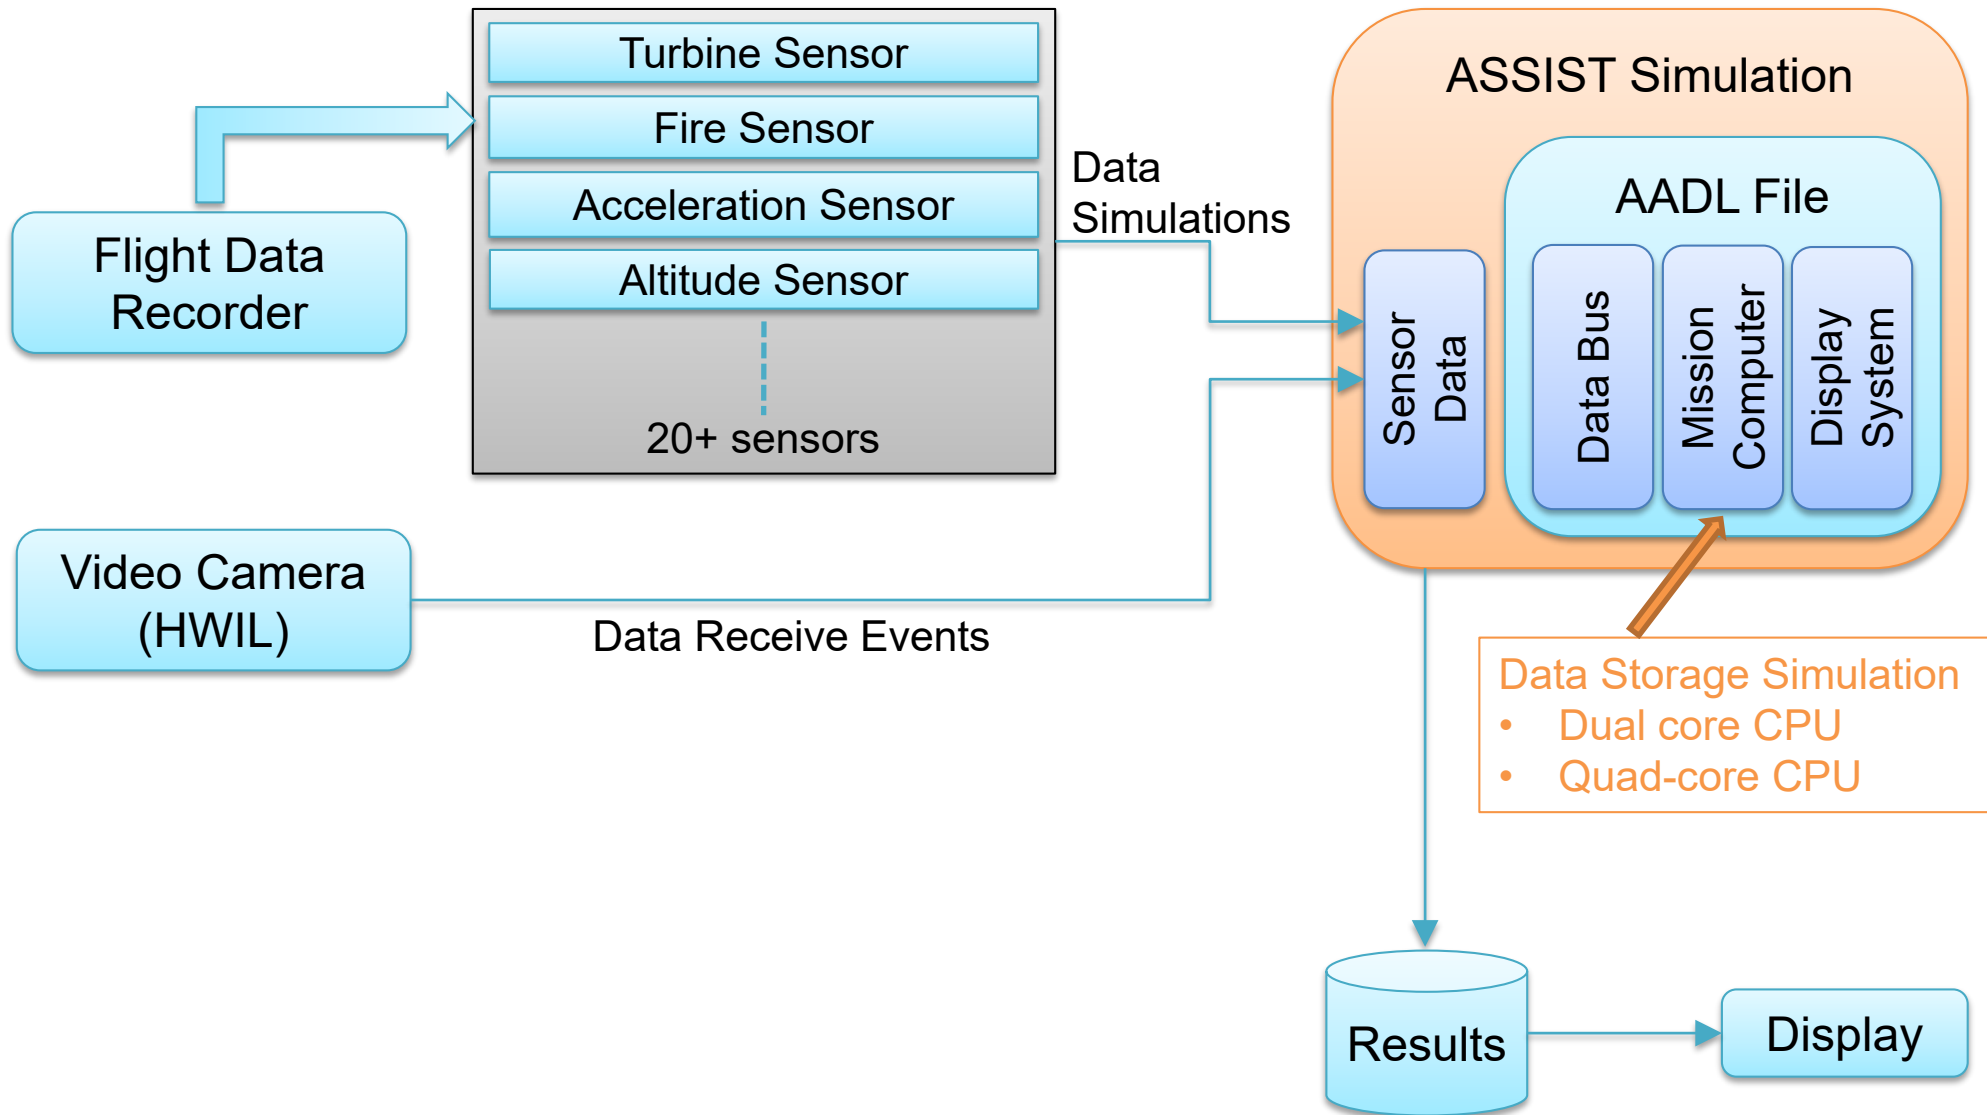 Turbine Sensor
Fire Sensor
Acceleration Sensor
Altitude Sensor
20+ sensors
Flight Data
Recorder
Video Camera
(HWIL)
Data
Simulations
Data Receive Events
ASSIST Simulation
AADL File
Sensor
Data
Data Bus
Mission
Computer
Display
System
Data Storage Simulation
• Dual core CPU
• Quad-core CPU
Results
Display